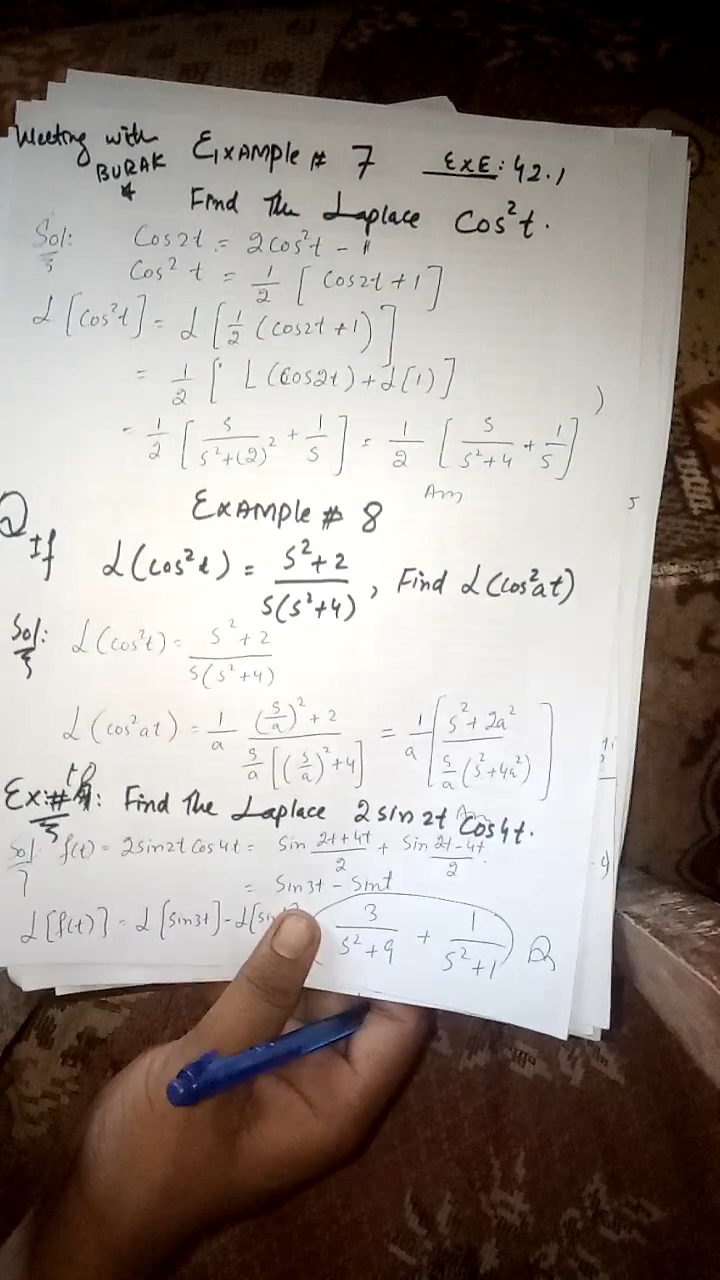 Meeting with BURAK
EXAMPLE # 7 EXE: 42.1
Find The Laplace Cos²t.
Sol: Cos2t = 2cos²t - 1
Cos² t = 1/2 [ Cos2t + 1 ]
L [cos²t] = L [ 1/2 (cos2t + 1) ]
= 1/2 [ L (Cos2t) + L(1) ]
= 1/2 [ s/(s²+(2)²) + 1/s ] = 1/2 [ s/(s²+4) + 1/s ]
Ans
EXAMPLE # 8
Q If L(cos²t) = (s²+2)/(s(s²+4)), Find L(cos²at)
Sol: L(cos²t) = (s²+2)/(s(s²+4))
L(cos²at) = 1/a ((s/a)²+2)/(s/a [(s/a)²+4]) = 1/a [ (s²+2a²)/(s/a (s²+4a²)) ]
Ex:#: Find The Laplace 2 sin 2t Cos4t.
Sol: f(t) = 2sin2t Cos4t = Sin (2t+4t)/2 + Sin (2t-4t)/2
= Sin3t - Sint
L[f(t)] = L[sin3t] - L[sin 3/(s²+9) + 1/(s²+1)